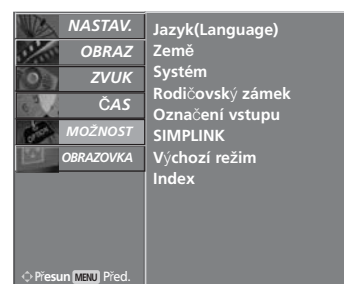 NASTAV.
OBRAZ
ZVUK
ČAS
MOŽNOST
OBRAZOVKA
Přesun MENU Před.
Jazyk(Language)
Země
Systém
Rodičovský zámek
Označení vstupu
SIMPLINK
Výchozí režim
Index